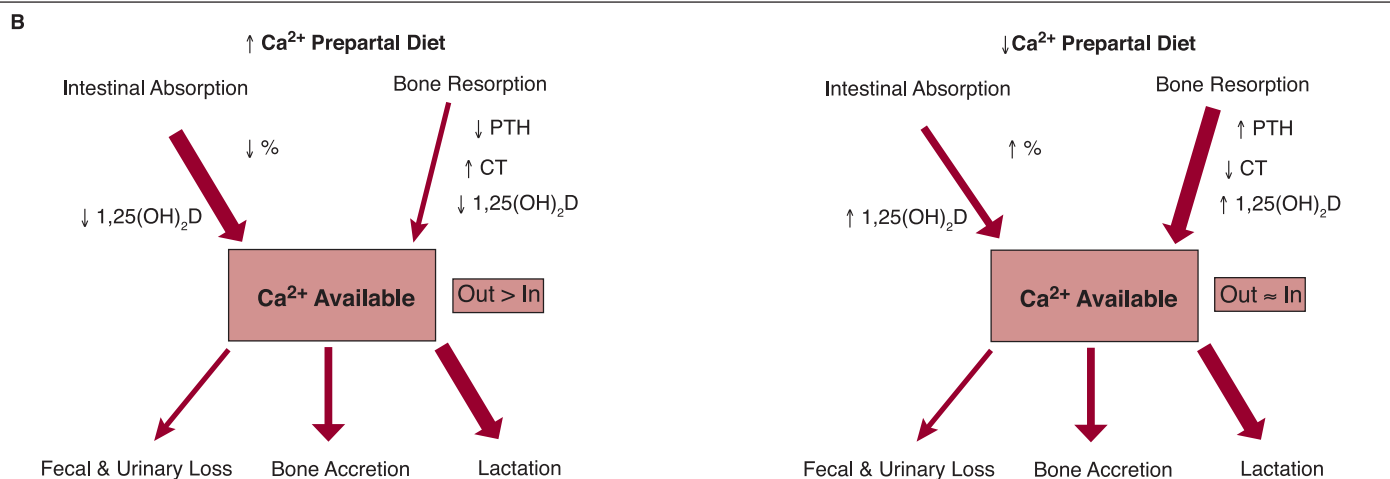 B
↑ Ca²⁺ Prepartal Diet
Intestinal Absorption
Bone Resorption
↓ PTH
↓ %
↑ CT
↓ 1,25(OH)₂D
↓ 1,25(OH)₂D
Ca²⁺ Available
Out > In
Fecal & Urinary Loss
Bone Accretion
Lactation
↓Ca²⁺ Prepartal Diet
Intestinal Absorption
Bone Resorption
↑ PTH
↑ %
↓ CT
↑ 1,25(OH)₂D
↑ 1,25(OH)₂D
Ca²⁺ Available
Out ≈ In
Fecal & Urinary Loss
Bone Accretion
Lactation